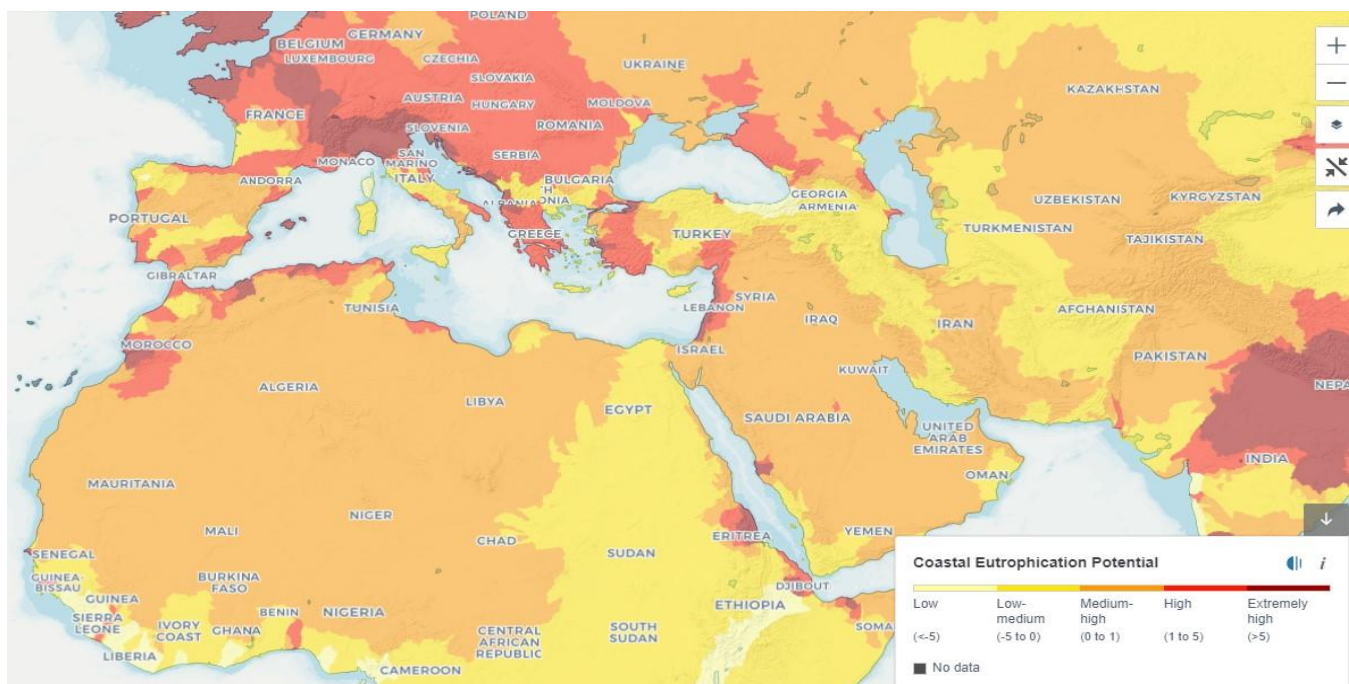 POLAND
GERMANY
BELGIUM
LUXEMBOURG
CZECHIA
UKRAINE
SLOVAKIA
KAZAKHSTAN
AUSTRIA
HUNGARY
MOLDOVA
FRANCE
SLOVENIA
ROMANIA
MONACO
SAN
MARINO
SERBIA
ITALY
ANDORRA
BULGARIA
GEORGIA
ARMENIA
UZBEKISTAN
KYRGYZSTAN
PORTUGAL
GREECE
TURKEY
TURKMENISTAN
TAJIKISTAN
GIBRALTAR
TUNISIA
LEBANON
SYRIA
IRAQ
IRAN
AFGHANISTAN
MOROCCO
ISRAEL
PAKISTAN
KUWAIT
ALGERIA
LIBYA
EGYPT
SAUDI ARABIA
UNITED
ARAB
EMIRATES
INDIA
OMAN
MAURITANIA
MALI
NIGER
CHAD
SUDAN
ERITREA
YEMEN
SENEGAL
GUINEA-
BISSAU
GUINEA
BURKINA
FASO
BENIN
NIGERIA
SIERRA
LEONE
IVORY
COAST
GHANA
LIBERIA
CENTRAL
AFRICAN
REPUBLIC
CAMEROON
SOUTH
SUDAN
ETHIOPIA
DJIBOUT
Coastal Eutrophication Potential
i
Low
Low-
medium
Medium-
high
High
Extremely
high
(<-5)
(-5 to 0)
(0 to 1)
(1 to 5)
(>5)
No data